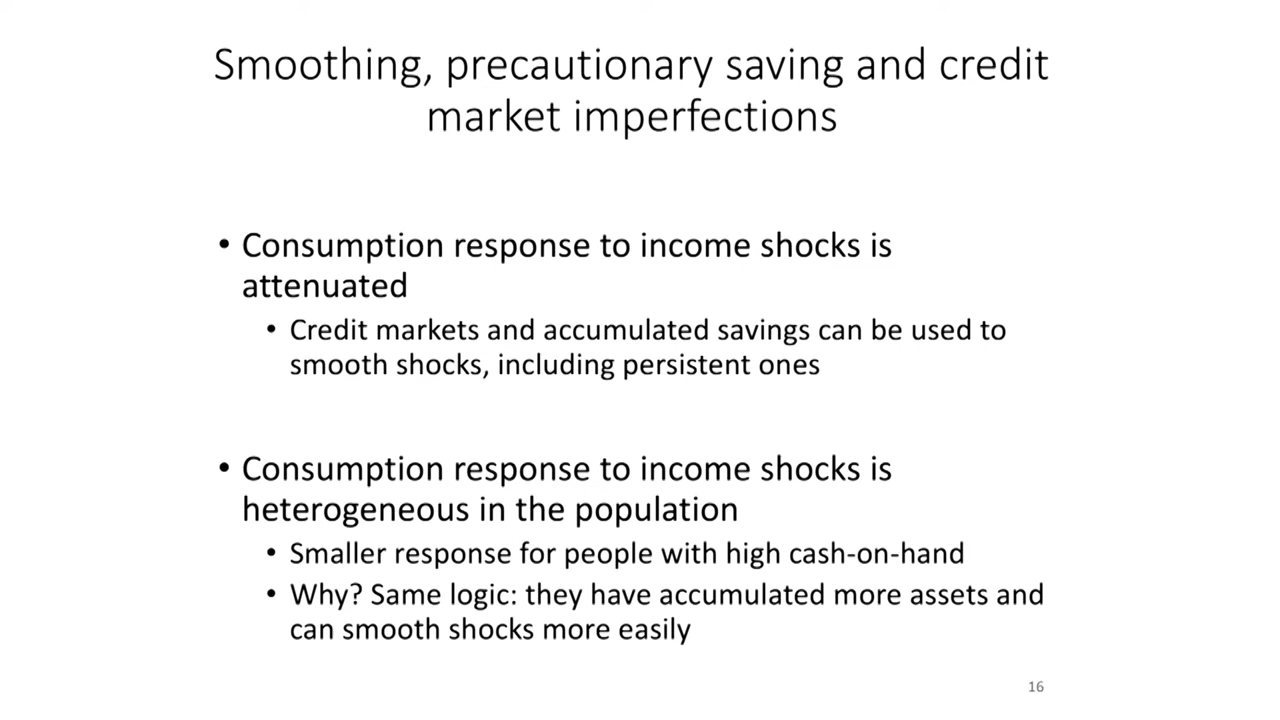 Smoothing, precautionary saving and credit
market imperfections
• Consumption response to income shocks is
attenuated
• Credit markets and accumulated savings can be used to
smooth shocks, including persistent ones
• Consumption response to income shocks is
heterogeneous in the population
• Smaller response for people with high cash-on-hand
• Why? Same logic: they have accumulated more assets and
can smooth shocks more easily
16